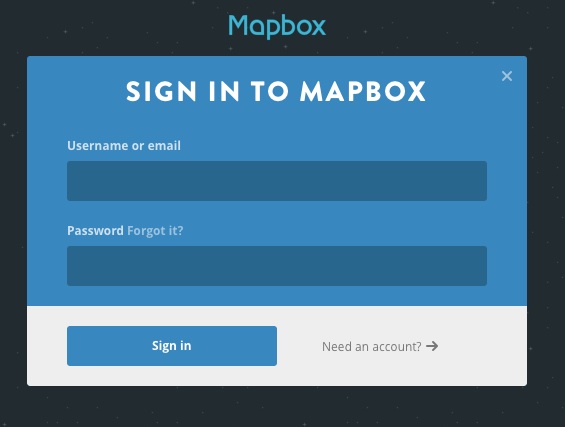 Mapbox
SIGN IN TO MAPBOX
Username or email
Password Forgot it?
Sign in
Need an account?